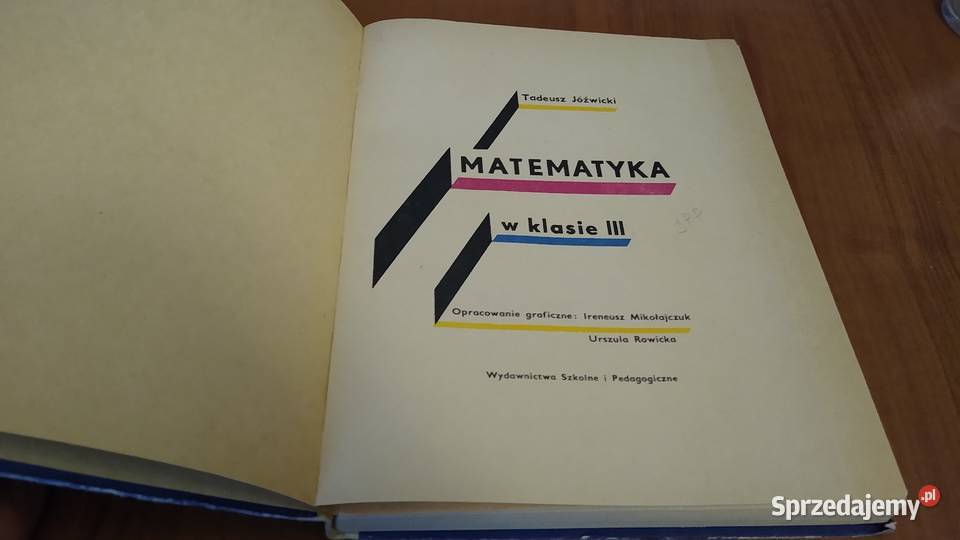 Tadeusz Jóźwicki
MATEMATYKA
w klasie III
Opracowanie graficzne: Ireneusz Mikołajczuk
Urszula Rowicka
Wydawnictwa Szkolne i Pedagogiczne
Sprzedajemy.pl